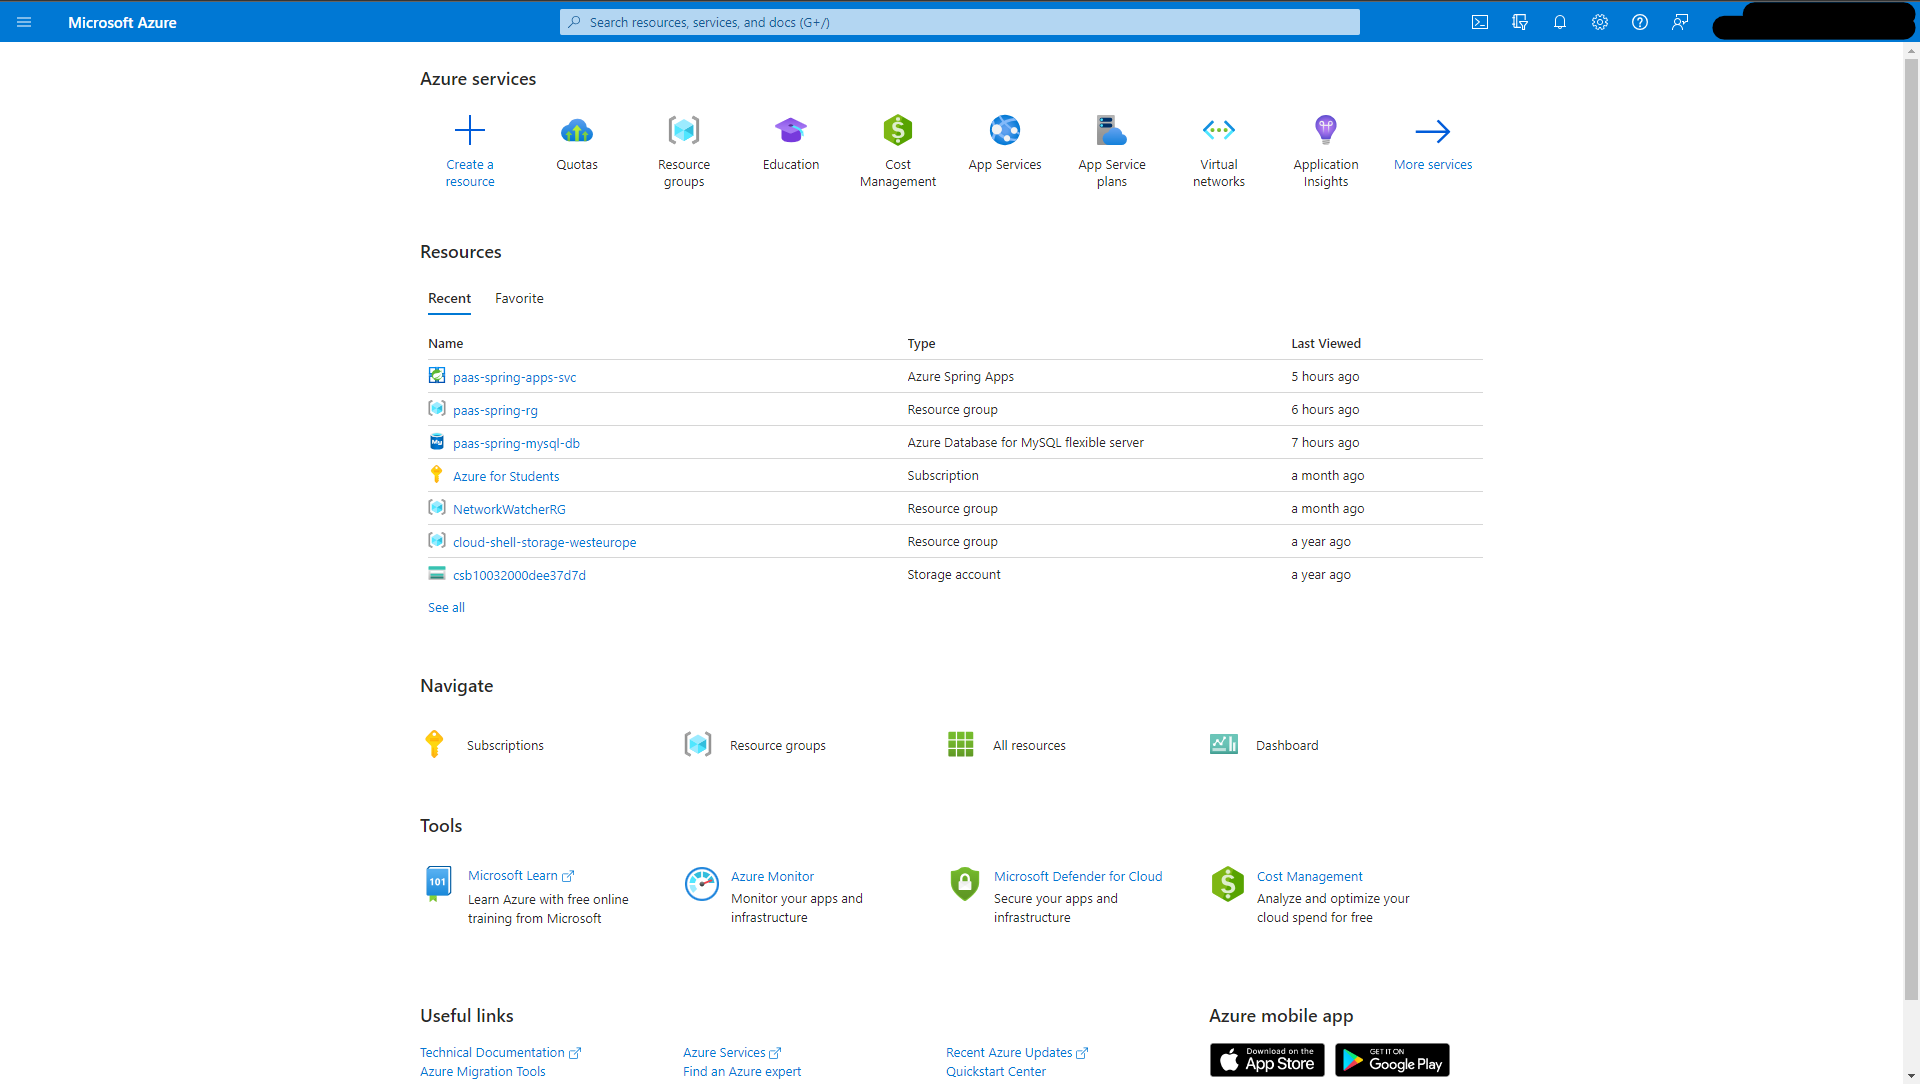 Microsoft Azure
Search resources, services, and docs (G+/)
Azure services
Create a
resource
Quotas
Resource
groups
Education
Cost
Management
App Services
App Service
plans
Virtual
networks
Application
Insights
More services
Resources
Recent Favorite
Name Type Last Viewed
paas-spring-apps-svc Azure Spring Apps 5 hours ago
paas-spring-rg Resource group 6 hours ago
paas-spring-mysql-db Azure Database for MySQL flexible server 7 hours ago
Azure for Students Subscription a month ago
NetworkWatcherRG Resource group a month ago
cloud-shell-storage-westeurope Resource group a year ago
csb10032000dee37d7d Storage account a year ago
See all
Navigate
Subscriptions Resource groups All resources Dashboard
Tools
101
Microsoft Learn
Learn Azure with free online
training from Microsoft
Azure Monitor
Monitor your apps and
infrastructure
Microsoft Defender for Cloud
Secure your apps and
infrastructure
Cost Management
Analyze and optimize your
cloud spend for free
Useful links
Technical Documentation
Azure Migration Tools
Azure Services
Find an Azure expert
Recent Azure Updates
Quickstart Center
Azure mobile app
Download on the
App Store
GET IT ON
Google Play